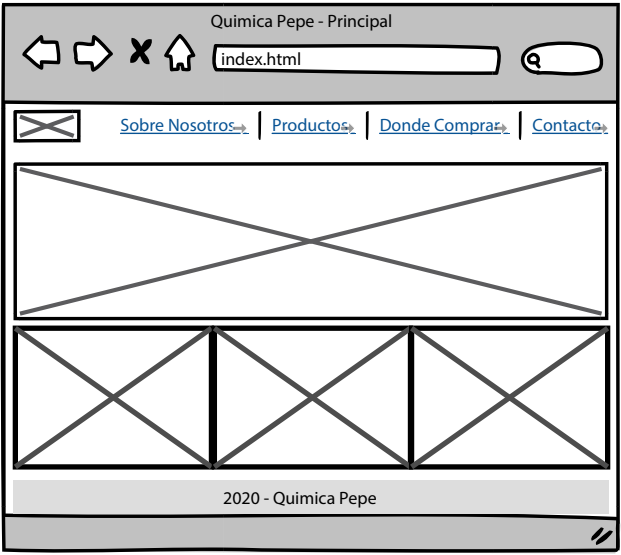 Quimica Pepe - Principal
index.html
Sobre Nosotros
Productos
Donde Comprar
Contacto
2020 - Quimica Pepe